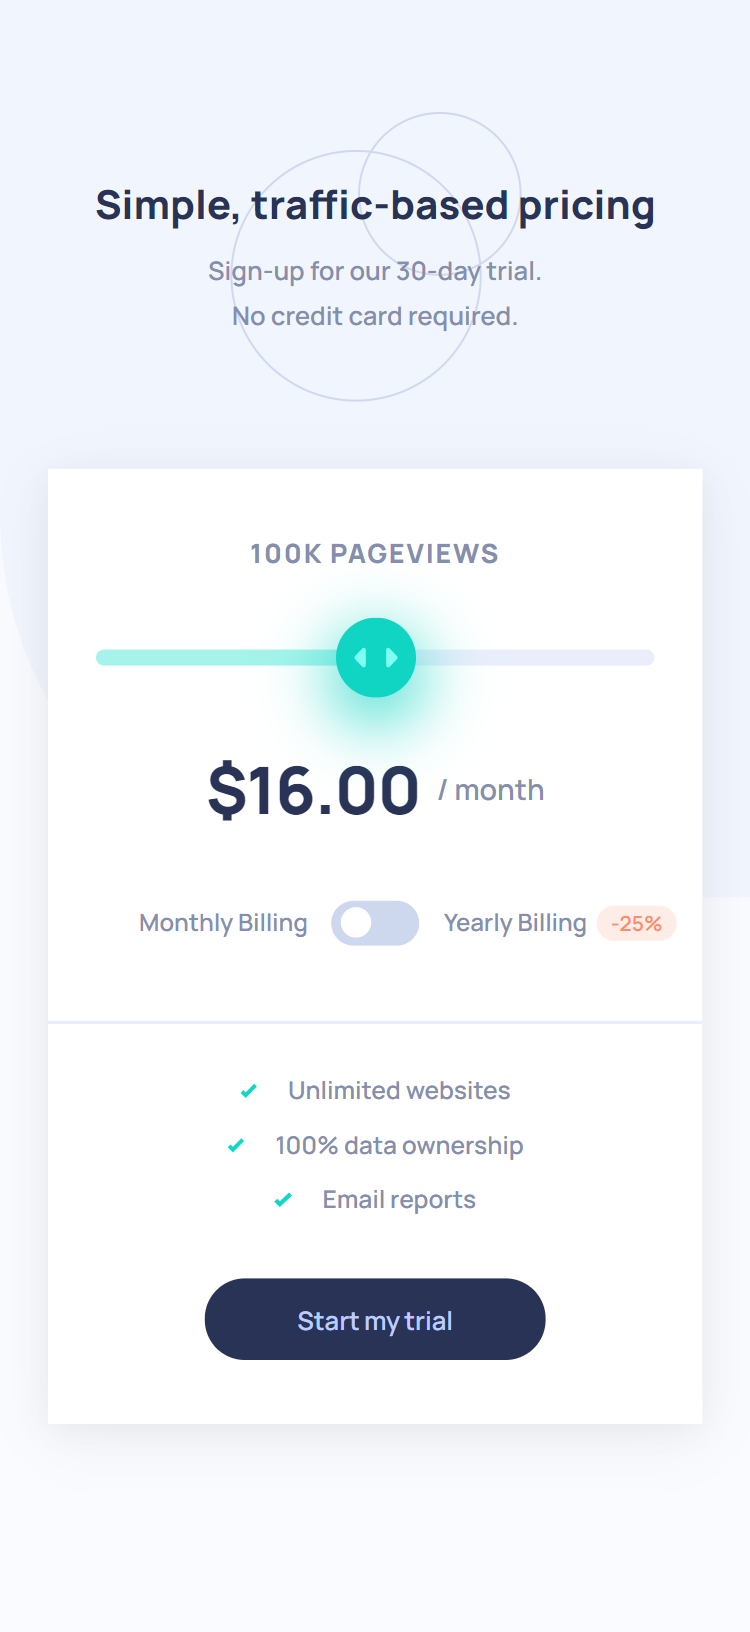 Simple, traffic-based pricing
Sign-up for our 30-day trial.
No credit card required.
100K PAGEVIEWS
$16.00 / month
Monthly Billing Yearly Billing -25%
Unlimited websites
100% data ownership
Email reports
Start my trial